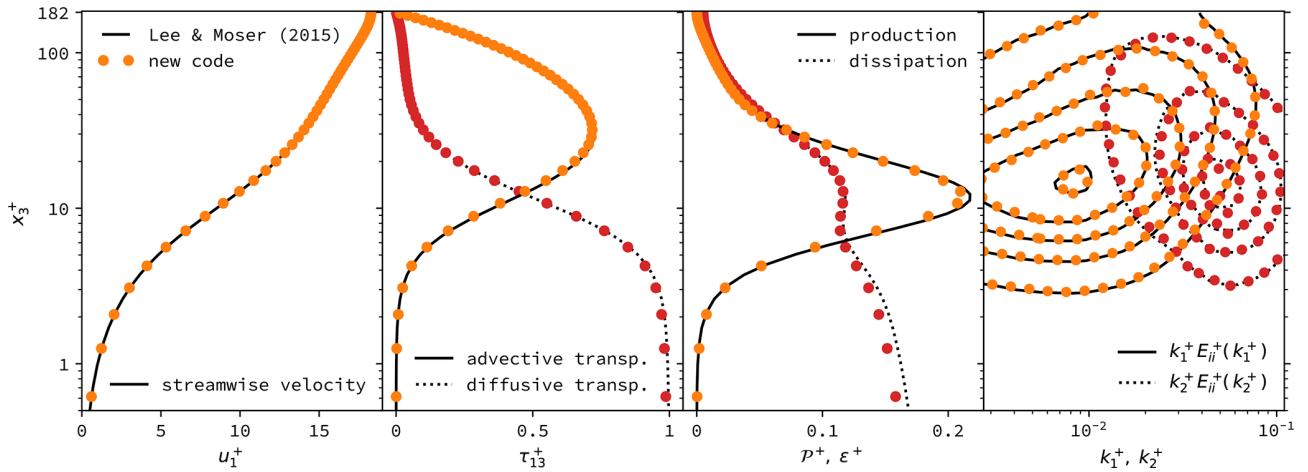 182
100
10
1
x₃⁺
Lee & Moser (2015)
new code
streamwise velocity
0 5 10 15
u₁⁺
advective transp.
diffusive transp.
0 0.5 1
τ₁₃⁺
production
dissipation
0 0.1 0.2
𝒫⁺, ε⁺
k₁⁺Eᵢᵢ⁺(k₁⁺)
k₂⁺Eᵢᵢ⁺(k₂⁺)
10⁻² 10⁻¹
k₁⁺, k₂⁺